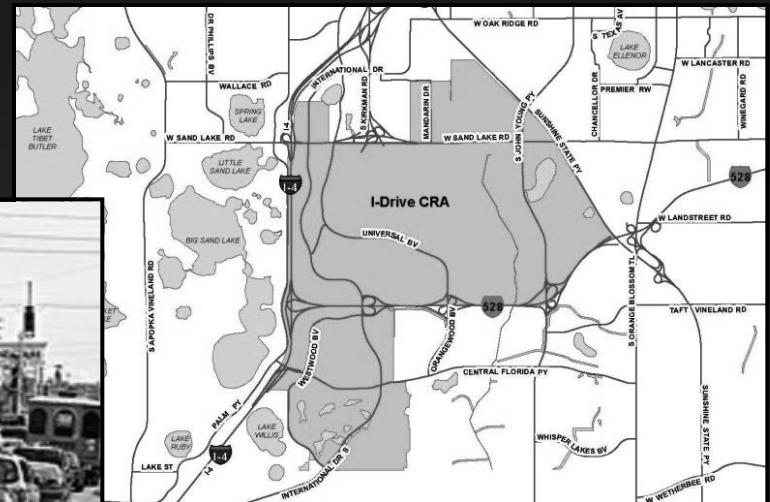 W OAK RIDGE RD
DR PHILLIPS BV
S TEXAS AV
LAKE
ELLENOR
INTERNATIONAL DR
WALLACE RD
S KIRKMAN RD
MANDARIN DR
S JOHN YOUNG PY
SUNSHINE STATE PY
CHANCELLOR DR
W LANCASTER RD
PREMIER RW
WINEGARD RD
LAKE
TIBET
BUTLER
SPRING
LAKE
I-4
W SAND LAKE RD
W SAND LAKE RD
LITTLE
SAND LAKE
I-4
528
I-Drive CRA
BIG SAND LAKE
UNIVERSAL BV
W LANDSTREET RD
S APOPKA VINELAND RD
S ORANGE BLOSSOM TL
528
TAFT VINELAND RD
WESTWOOD BV
ORANGEWOOD BV
CENTRAL FLORIDA PY
PALM PY
LAKE
WILLIS
LAKE
RUBY
SUNSHINE STATE PY
WHISPER LAKES BV
I-4
LAKE ST
I-4
INTERNATIONAL DR S
W WETHERBEE RD